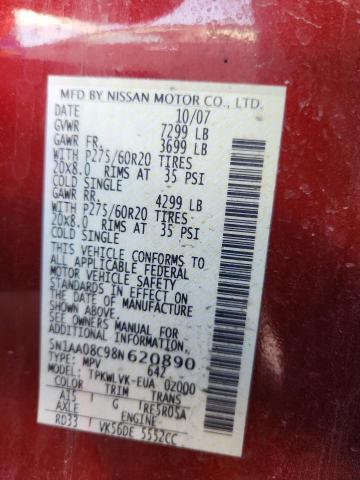 MFD BY NISSAN MOTOR CO., LTD.
DATE 10/07
GVWR 7299 LB
GAWR FR. 3699 LB
WITH P275/60R20 TIRES
20X8.0 RIMS AT 35 PSI
COLD SINGLE
GAWR RR. 4299 LB
WITH P275/60R20 TIRES
20X8.0 RIMS AT 35 PSI
COLD SINGLE
THIS VEHICLE CONFORMS TO
ALL APPLICABLE FEDERAL
MOTOR VEHICLE SAFETY
STANDARDS IN EFFECT ON
THE DATE OF MANUFACTURE
SHOWN ABOVE.
SEE OWNERS MANUAL FOR
ADDITIONAL INFORMATION.
5N1AA08C98N 620890
TYPE: MPV 642
MODEL: TPKWLVK-EUA 02000
COLOR TRIM TRANS
A15 G TRE5R05A
AXLE ENGINE
RD33 VK56DE 5552CC